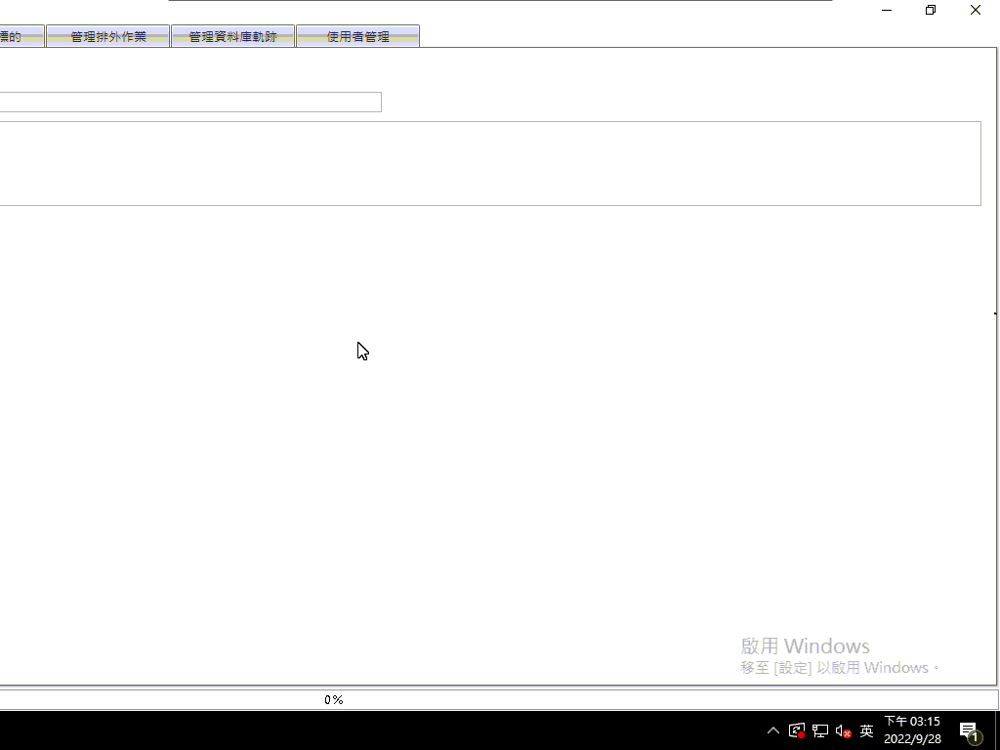 標的 管理排外作業 管理資料庫軌跡 使用者管理
啟用 Windows
移至 [設定] 以啟用 Windows。
0%
英
下午 03:15
2022/9/28
1